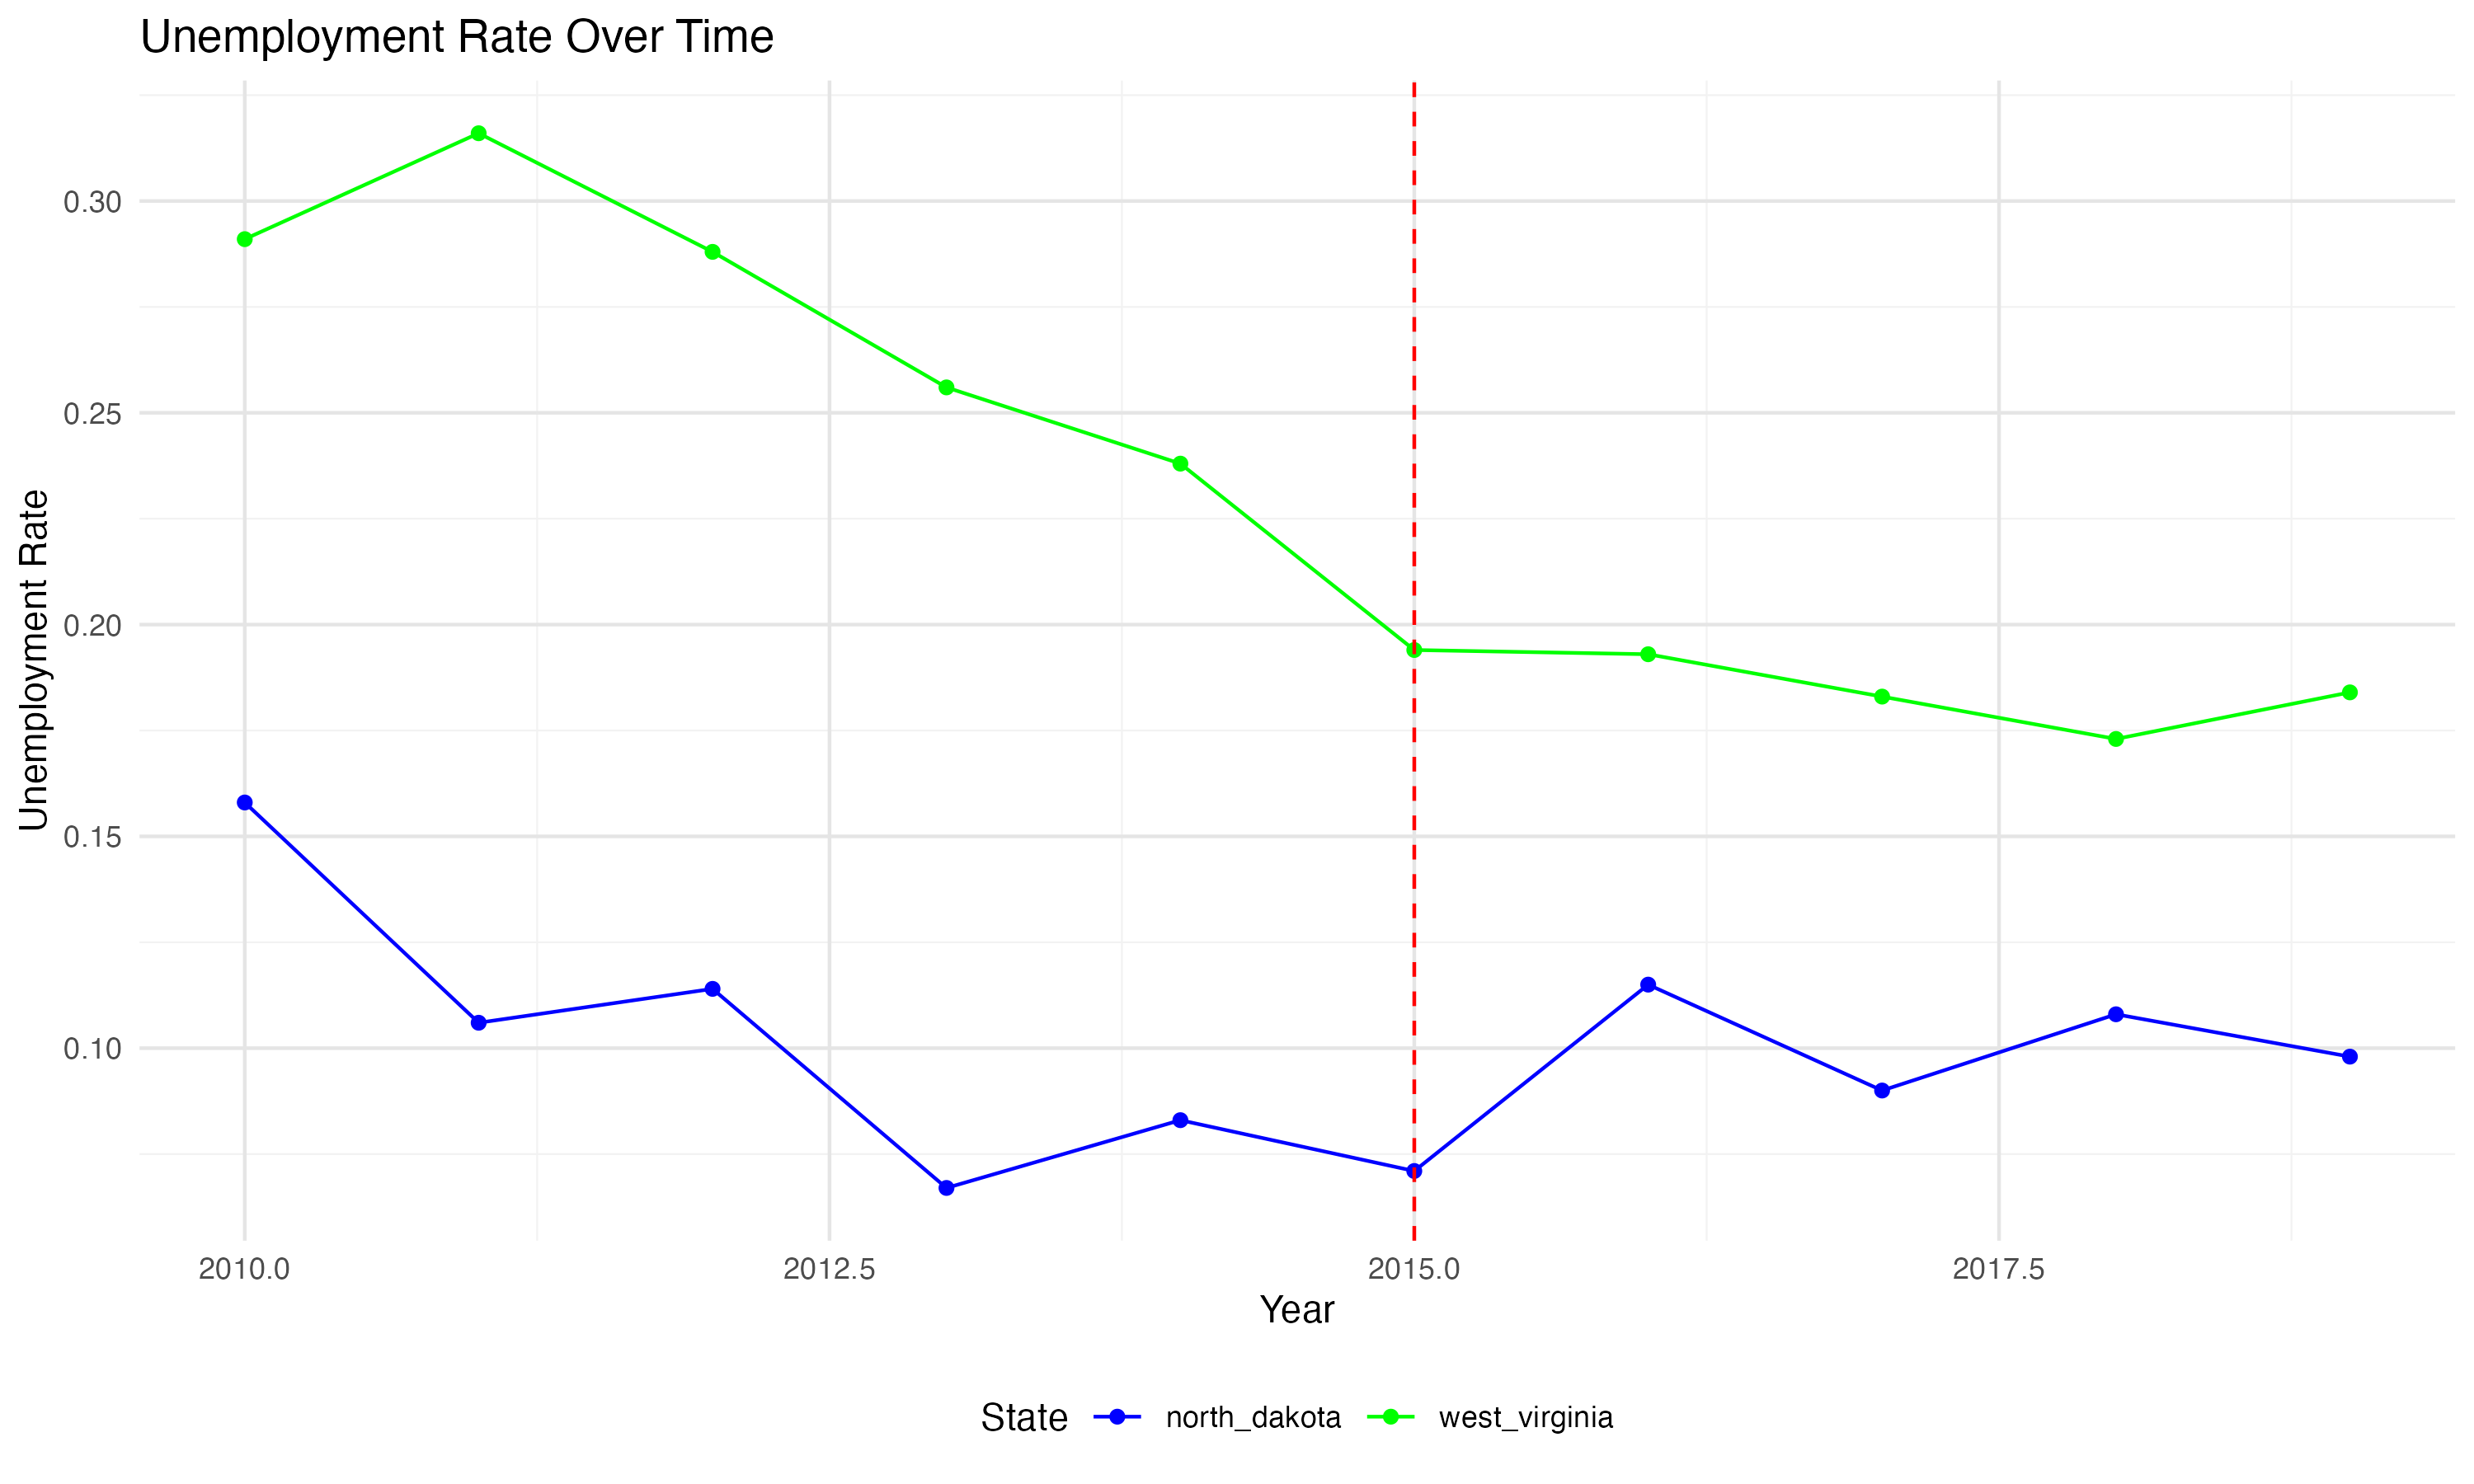 Unemployment Rate Over Time
Unemployment Rate
0.30
0.25
0.20
0.15
0.10
2010.0 2012.5 2015.0 2017.5
Year
State north_dakota west_virginia